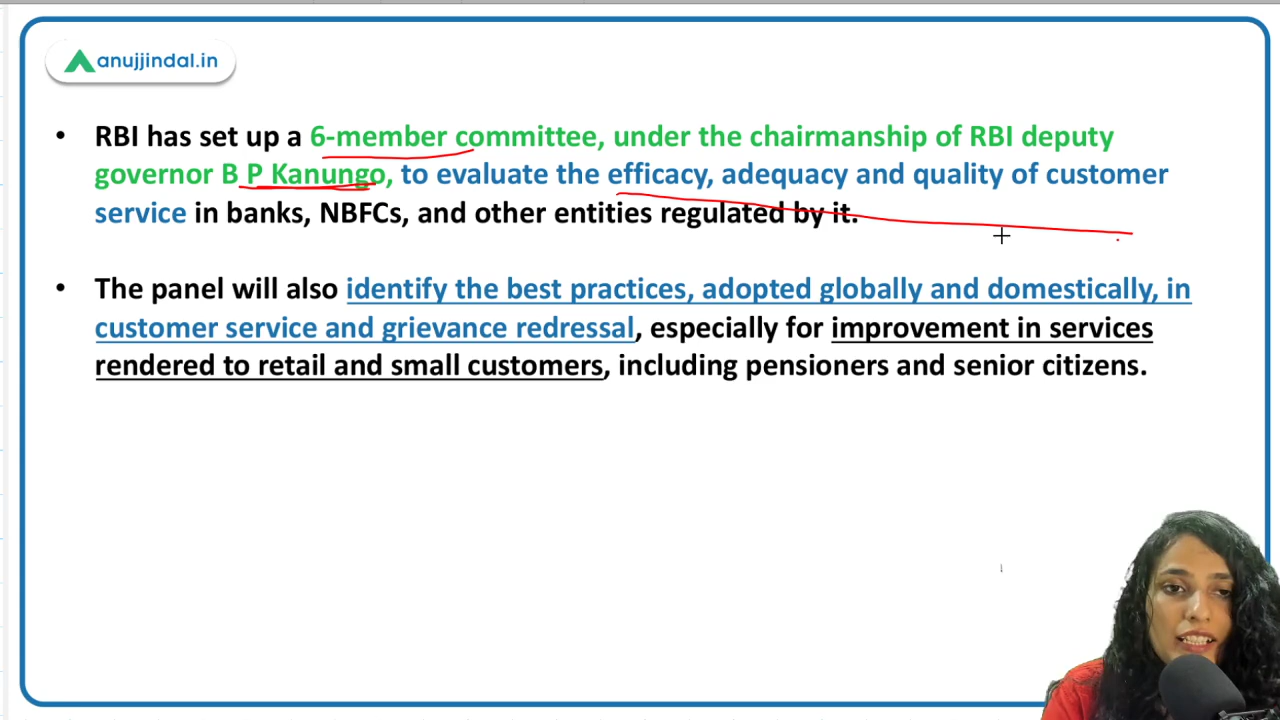 anujjindal.in
• RBI has set up a 6-member committee, under the chairmanship of RBI deputy
governor B P Kanungo, to evaluate the efficacy, adequacy and quality of customer
service in banks, NBFCs, and other entities regulated by it.
• The panel will also identify the best practices, adopted globally and domestically, in
customer service and grievance redressal, especially for improvement in services
rendered to retail and small customers, including pensioners and senior citizens.